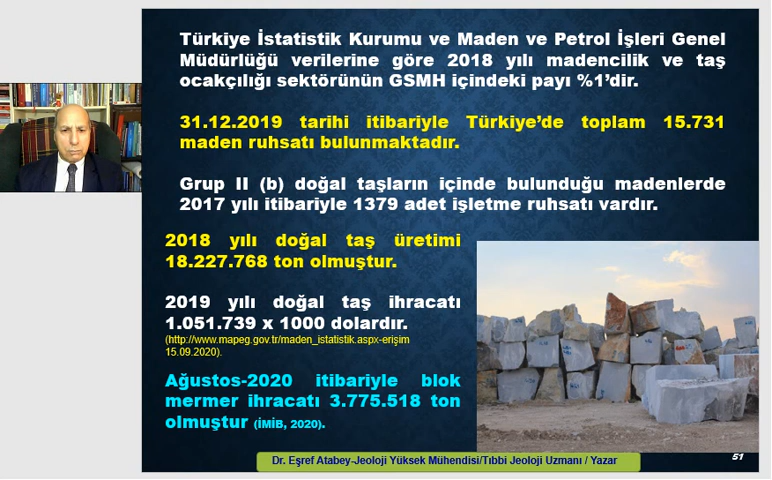 Türkiye İstatistik Kurumu ve Maden ve Petrol İşleri Genel
Müdürlüğü verilerine göre 2018 yılı madencilik ve taş
ocakçılığı sektörünün GSMH içindeki payı %1’dir.
31.12.2019 tarihi itibariyle Türkiye’de toplam 15.731
maden ruhsatı bulunmaktadır.
Grup II (b) doğal taşların içinde bulunduğu madenlerde
2017 yılı itibariyle 1379 adet işletme ruhsatı vardır.
2018 yılı doğal taş üretimi
18.227.768 ton olmuştur.
2019 yılı doğal taş ihracatı
1.051.739 x 1000 dolardır.
(http://www.mapeg.gov.tr/maden_istatistik.aspx-erişim
15.09.2020).
Ağustos-2020 itibariyle blok
mermer ihracatı 3.775.518 ton
olmuştur (İMİB, 2020).
Dr. Eşref Atabey-Jeoloji Yüksek Mühendisi/Tıbbi Jeoloji Uzmanı / Yazar
51